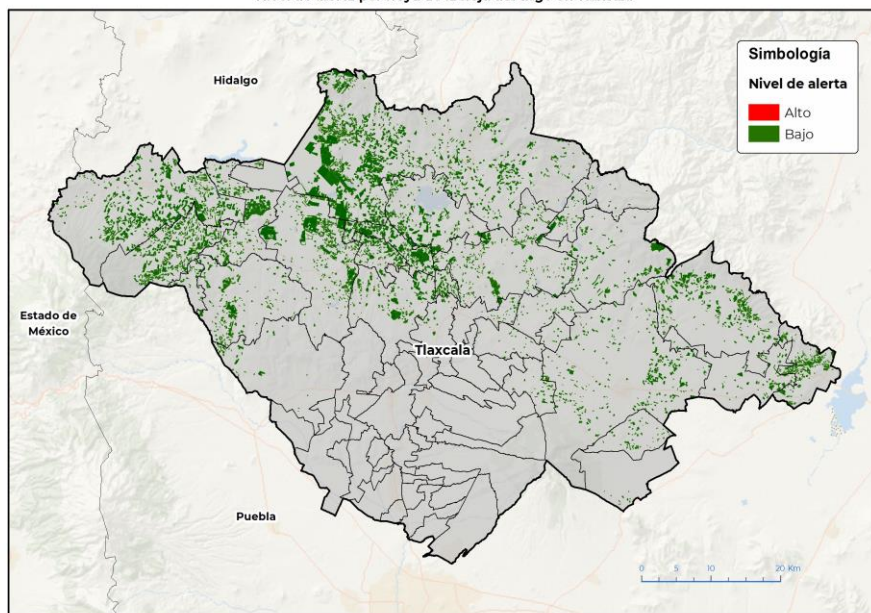 Hidalgo
Simbología
Nivel de alerta
Alto
Bajo
Estado de
México
Tlaxcala
Puebla
0 5 10 20 Km